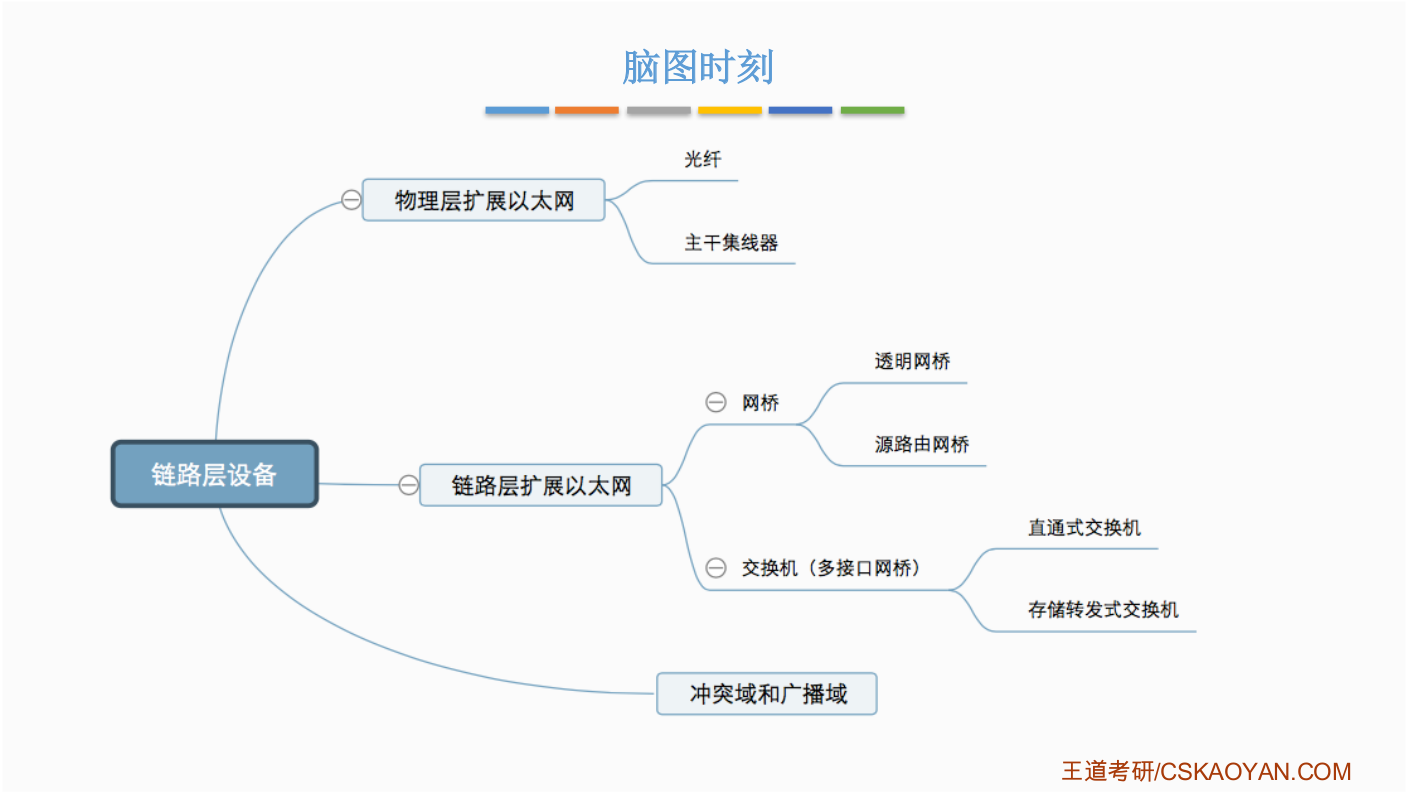 脑图时刻
光纤
物理层扩展以太网
主干集线器
透明网桥
网桥
源路由网桥
链路层设备
链路层扩展以太网
直通式交换机
交换机（多接口网桥）
存储转发式交换机
冲突域和广播域
王道考研/CSKAOYAN.COM